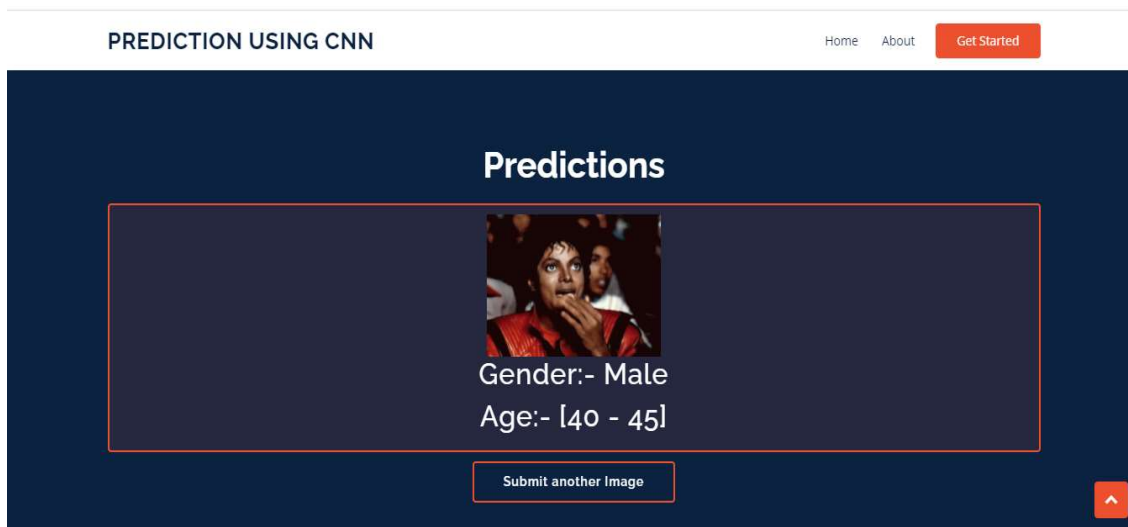 PREDICTION USING CNN
Home About Get Started
Predictions
Gender:- Male
Age:- [40 - 45]
Submit another Image